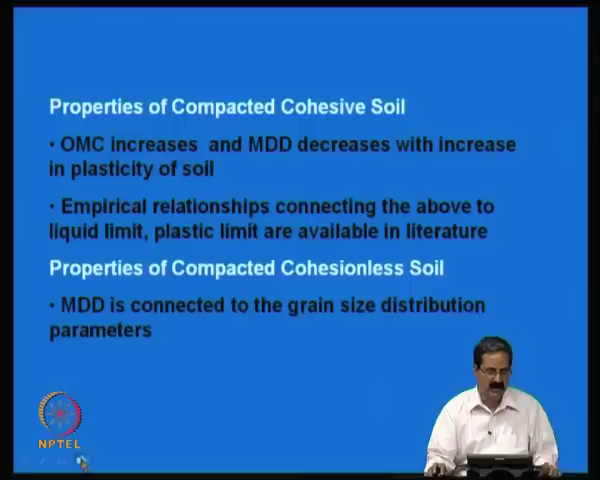 Properties of Compacted Cohesive Soil
• OMC increases and MDD decreases with increase
in plasticity of soil
• Empirical relationships connecting the above to
liquid limit, plastic limit are available in literature
Properties of Compacted Cohesionless Soil
• MDD is connected to the grain size distribution
parameters
NPTEL